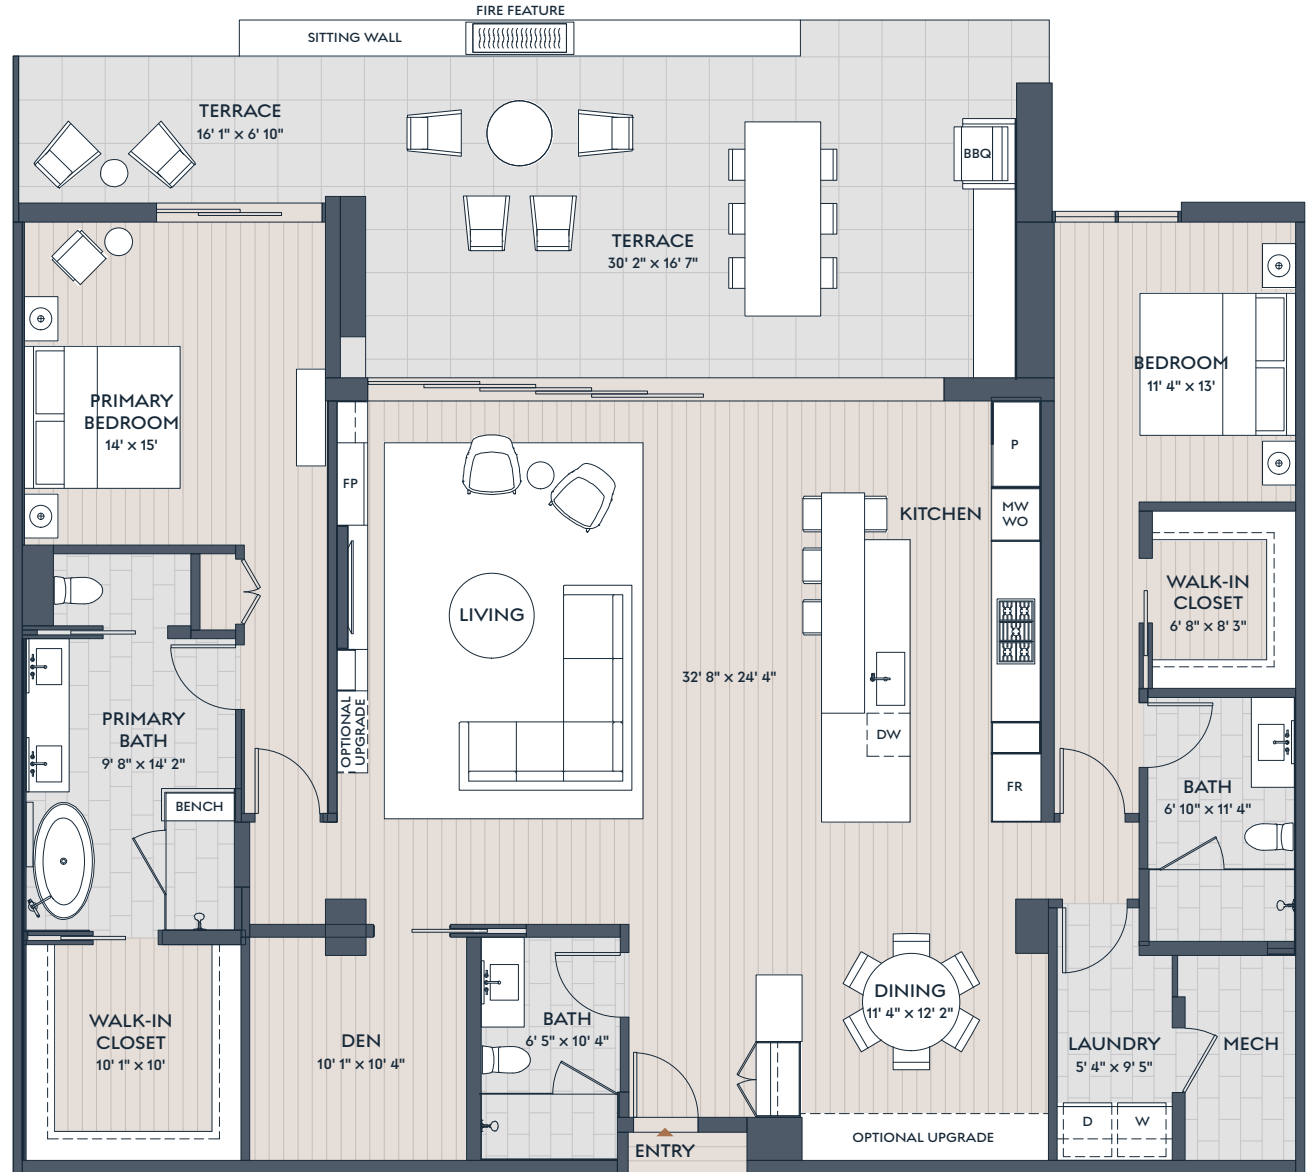 FIRE FEATURE
SITTING WALL
TERRACE
16' 1" x 6' 10"
BBQ
TERRACE
30' 2" x 16' 7"
PRIMARY
BEDROOM
14' x 15'
BEDROOM
11' 4" x 13'
FP
P
KITCHEN
MW
WO
LIVING
WALK-IN
CLOSET
6' 8" x 8' 3"
32' 8" x 24' 4"
OPTIONAL
UPGRADE
PRIMARY
BATH
9' 8" x 14' 2"
DW
FR
BENCH
BATH
6' 10" x 11' 4"
DINING
11' 4" x 12' 2"
WALK-IN
CLOSET
10' 1" x 10'
DEN
10' 1" x 10' 4"
BATH
6' 5" x 10' 4"
LAUNDRY
5' 4" x 9' 5"
MECH
D
W
OPTIONAL UPGRADE
ENTRY